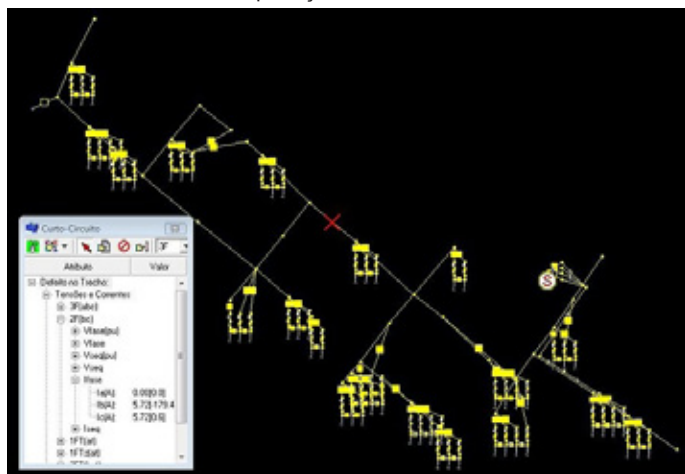 Curto-Circuito
3F
Atributo Valor
Defeito no Trecho:
Tensões e Correntes
3F(abc)
2F(bc)
Vfase(pu)
Vfase
Vseq(pu)
Vseq
Ifase
Ia[A]: 0.00|0.0|
Ib[A]: 5.72|-179.4
Ic[A]: 5.72|0.6|
Iseq
1FT(at)
S